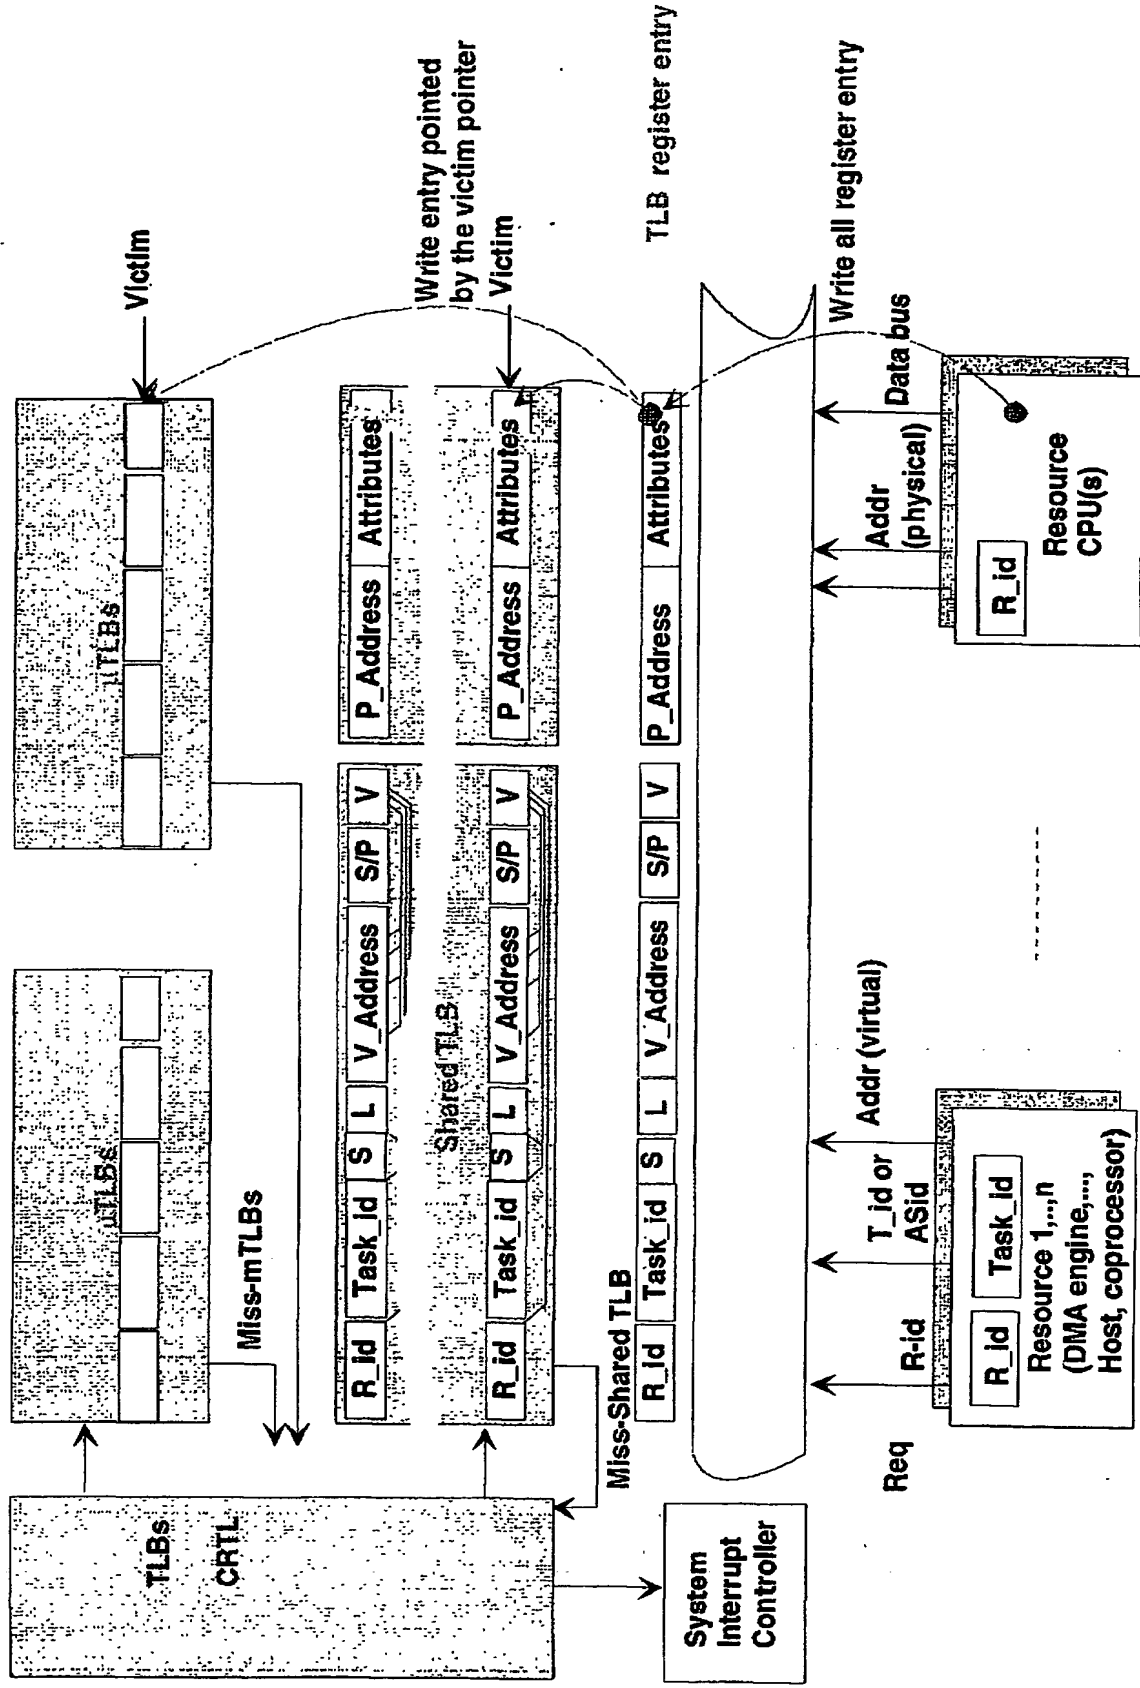 TLBs
CRTL
µTLBs
µTLBs
Victim
Miss-mTLBs
Write entry pointed
by the victim pointer
R_id Task_id S L V_Address S/P V P_Address Attributes
Shared TLB
R_id Task_id S L V_Address S/P V P_Address Attributes
Victim
Miss-Shared TLB
TLB register entry
R_id Task_id S L V_Address S/P V P_Address Attributes
System
Interrupt
Controller
Write all register entry
Req
R-id
T_id or
ASid
Addr (virtual)
Addr
(physical)
Data bus
R_id Task_id
Resource 1,..,n
(DMA engine,...,
Host, coprocessor)
R_id
Resource
CPU(s)